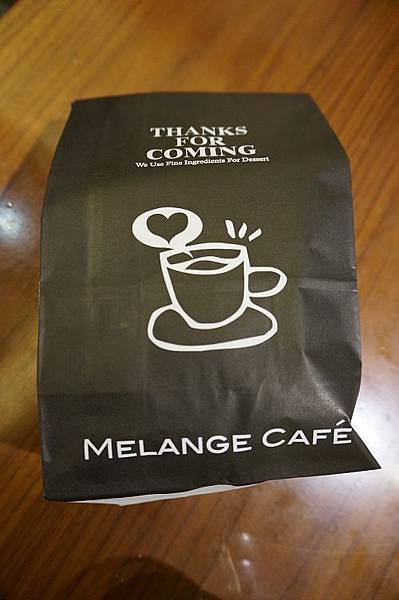 THANKS
FOR
COMING
We Use Fine Ingredients For Dessert
MELANGE CAFÉ